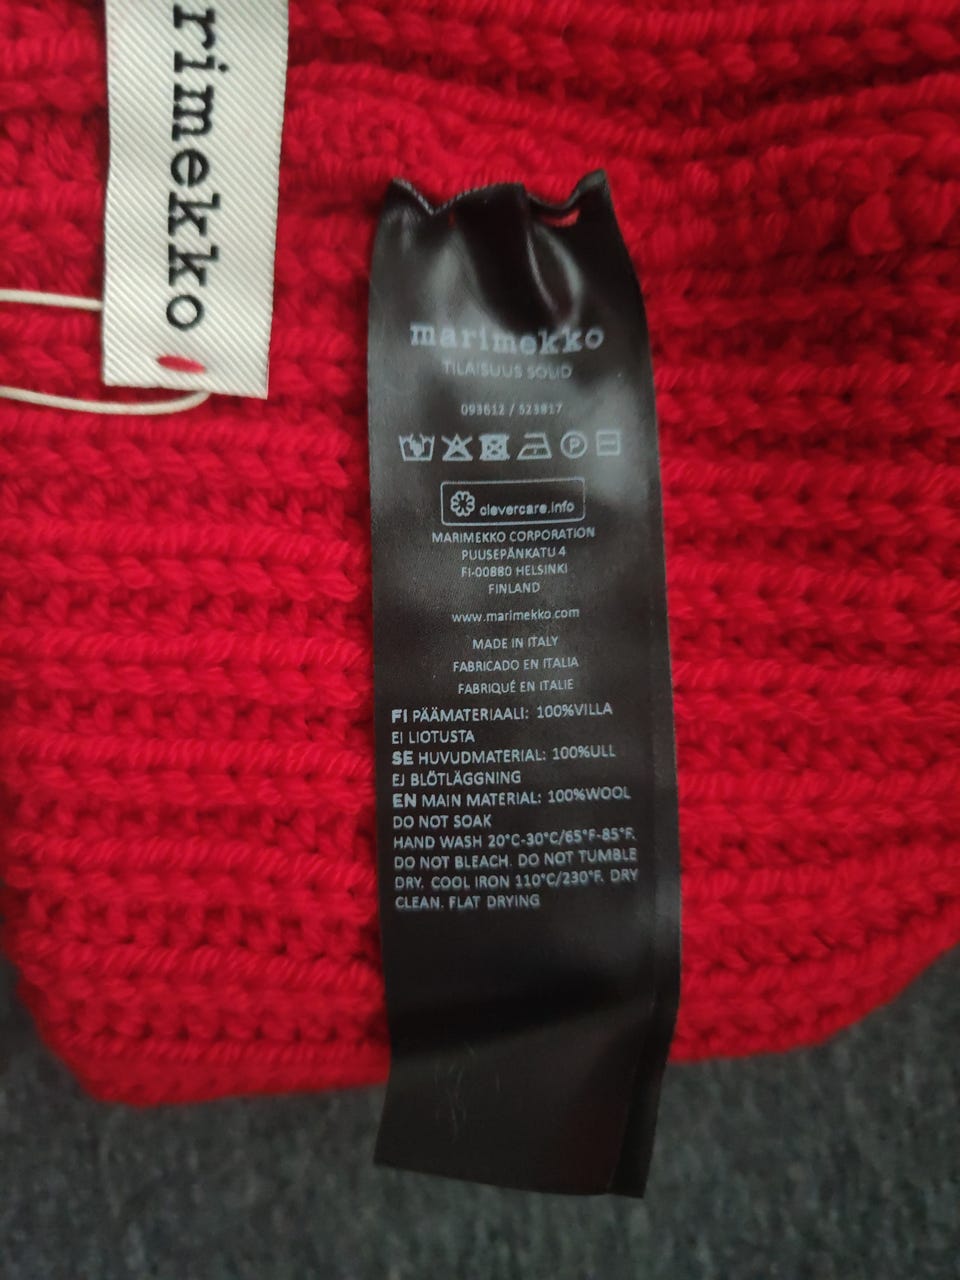 rimekko
marimekko
TILAISUUS SOLID
093612 / 523817
P
clevercare.info
MARIMEKKO CORPORATION
PUUSEPÄNKATU 4
FI-00880 HELSINKI
FINLAND
www.marimekko.com
MADE IN ITALY
FABRICADO EN ITALIA
FABRIQUÉ EN ITALIE
FI PÄÄMATERIAALI: 100%VILLA
EI LIOTUSTA
SE HUVUDMATERIAL: 100%ULL
EJ BLÖTLÄGGNING
EN MAIN MATERIAL: 100%WOOL
DO NOT SOAK
HAND WASH 20°C-30°C/65°F-85°F.
DO NOT BLEACH. DO NOT TUMBLE
DRY. COOL IRON 110°C/230°F. DRY
CLEAN. FLAT DRYING